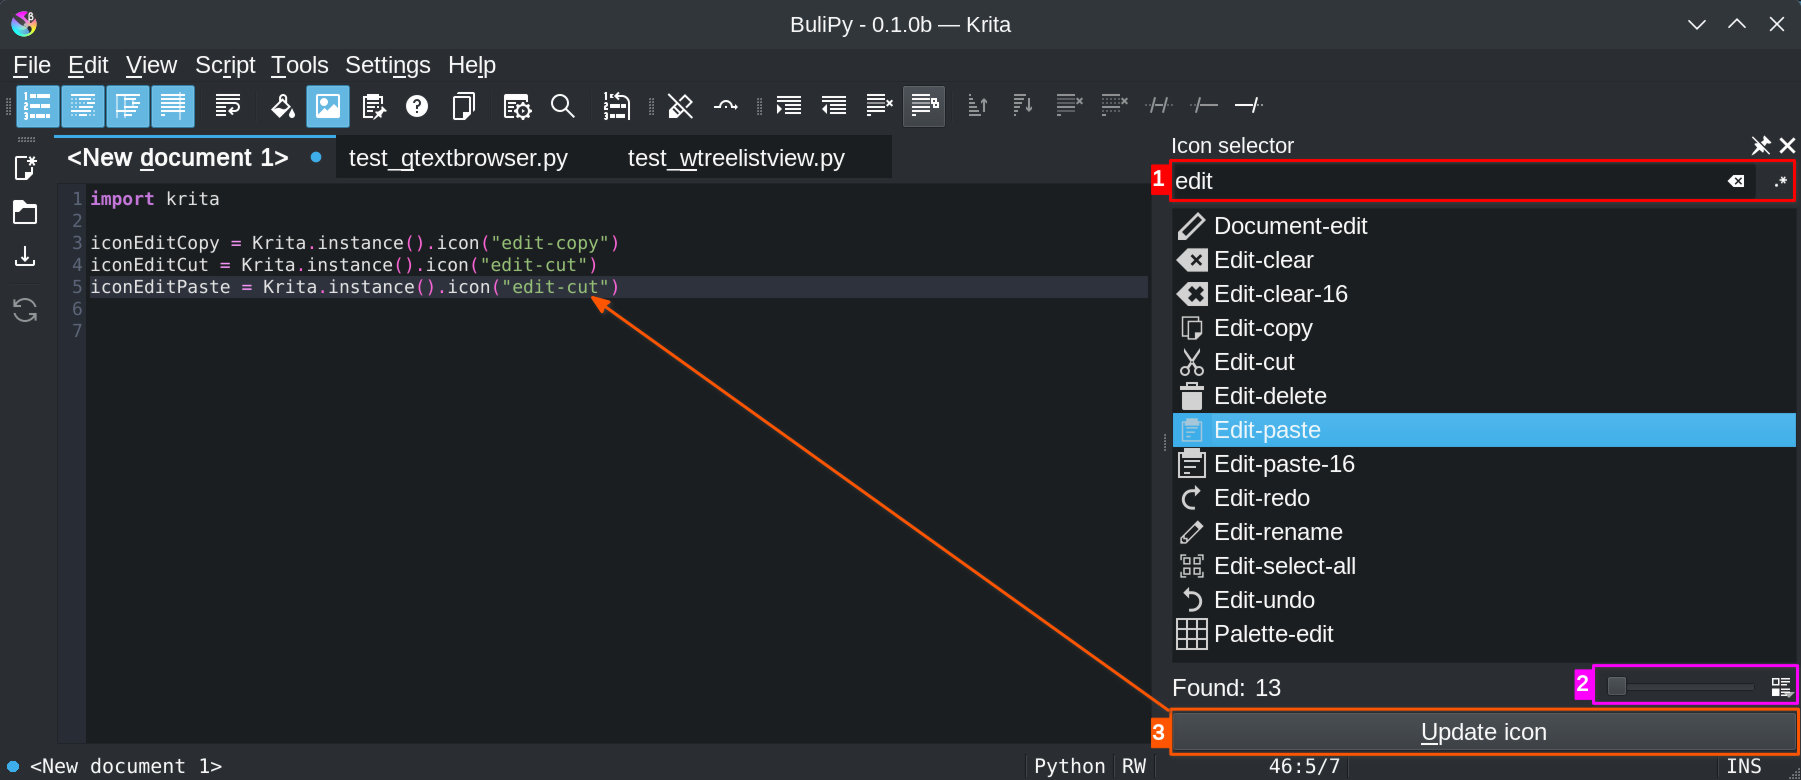 BuliPy - 0.1.0b — Krita
File Edit View Script Tools Settings Help
<New document 1> test_qtextbrowser.py test_wtreelistview.py
1 import krita
2
3 iconEditCopy = Krita.instance().icon("edit-copy")
4 iconEditCut = Krita.instance().icon("edit-cut")
5 iconEditPaste = Krita.instance().icon("edit-cut")
6
7
Icon selector
1 edit .*
Document-edit
Edit-clear
Edit-clear-16
Edit-copy
Edit-cut
Edit-delete
Edit-paste
Edit-paste-16
Edit-redo
Edit-rename
Edit-select-all
Edit-undo
Palette-edit
Found: 13
2
3 Update icon
<New document 1> Python RW 46:5/7 INS